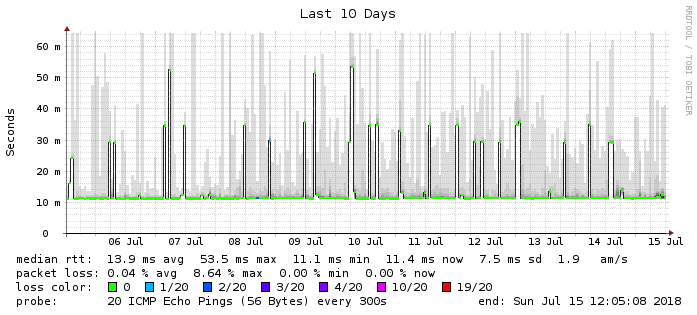 Last 10 Days
RRDTOOL / TOBI OETIKER
Seconds
60 m
50 m
40 m
30 m
20 m
10 m
0
06 Jul 07 Jul 08 Jul 09 Jul 10 Jul 11 Jul 12 Jul 13 Jul 14 Jul 15 Jul
median rtt: 13.9 ms avg 53.5 ms max 11.1 ms min 11.4 ms now 7.5 ms sd 1.9 am/s
packet loss: 0.04 % avg 8.64 % max 0.00 % min 0.00 % now
loss color: 0 1/20 2/20 3/20 4/20 10/20 19/20
probe: 20 ICMP Echo Pings (56 Bytes) every 300s end: Sun Jul 15 12:05:08 2018